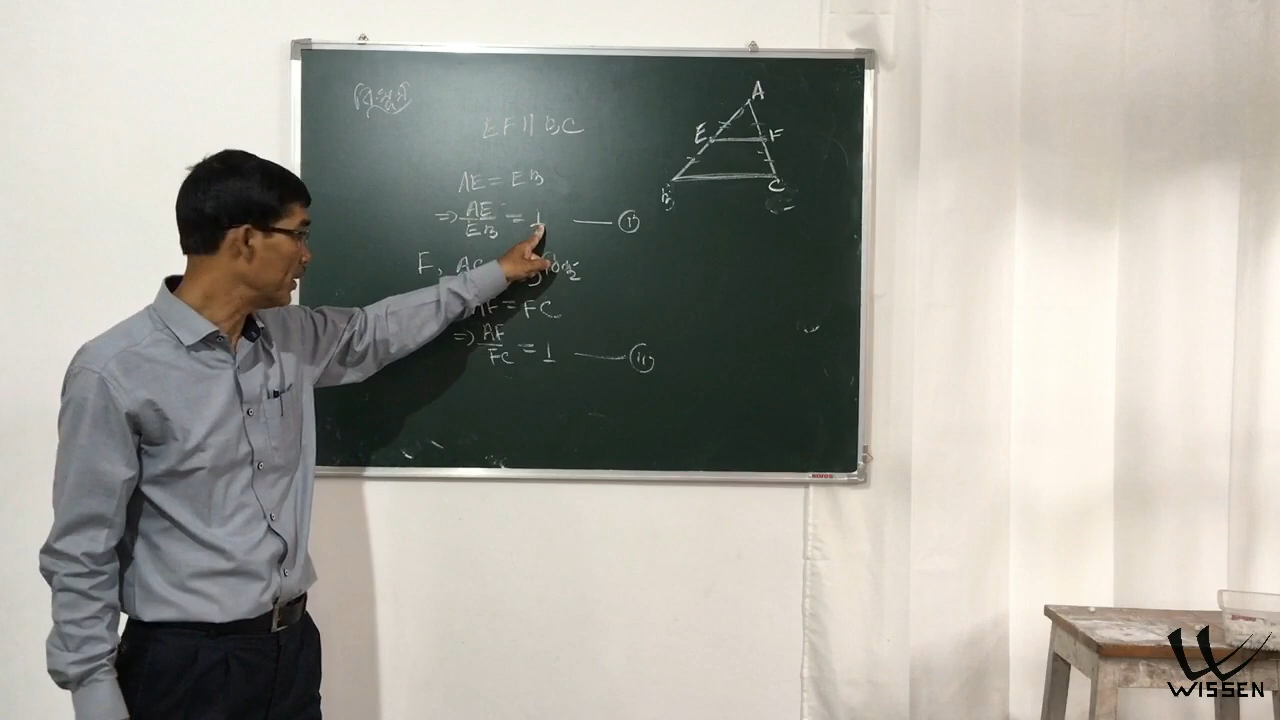 EF || BC
AE = EB
⇒ AE/EB = 1 —— (i)
F, AC
AF = FC
⇒ AF/FC = 1 —— (ii)
A
E F
B C
WISSEN